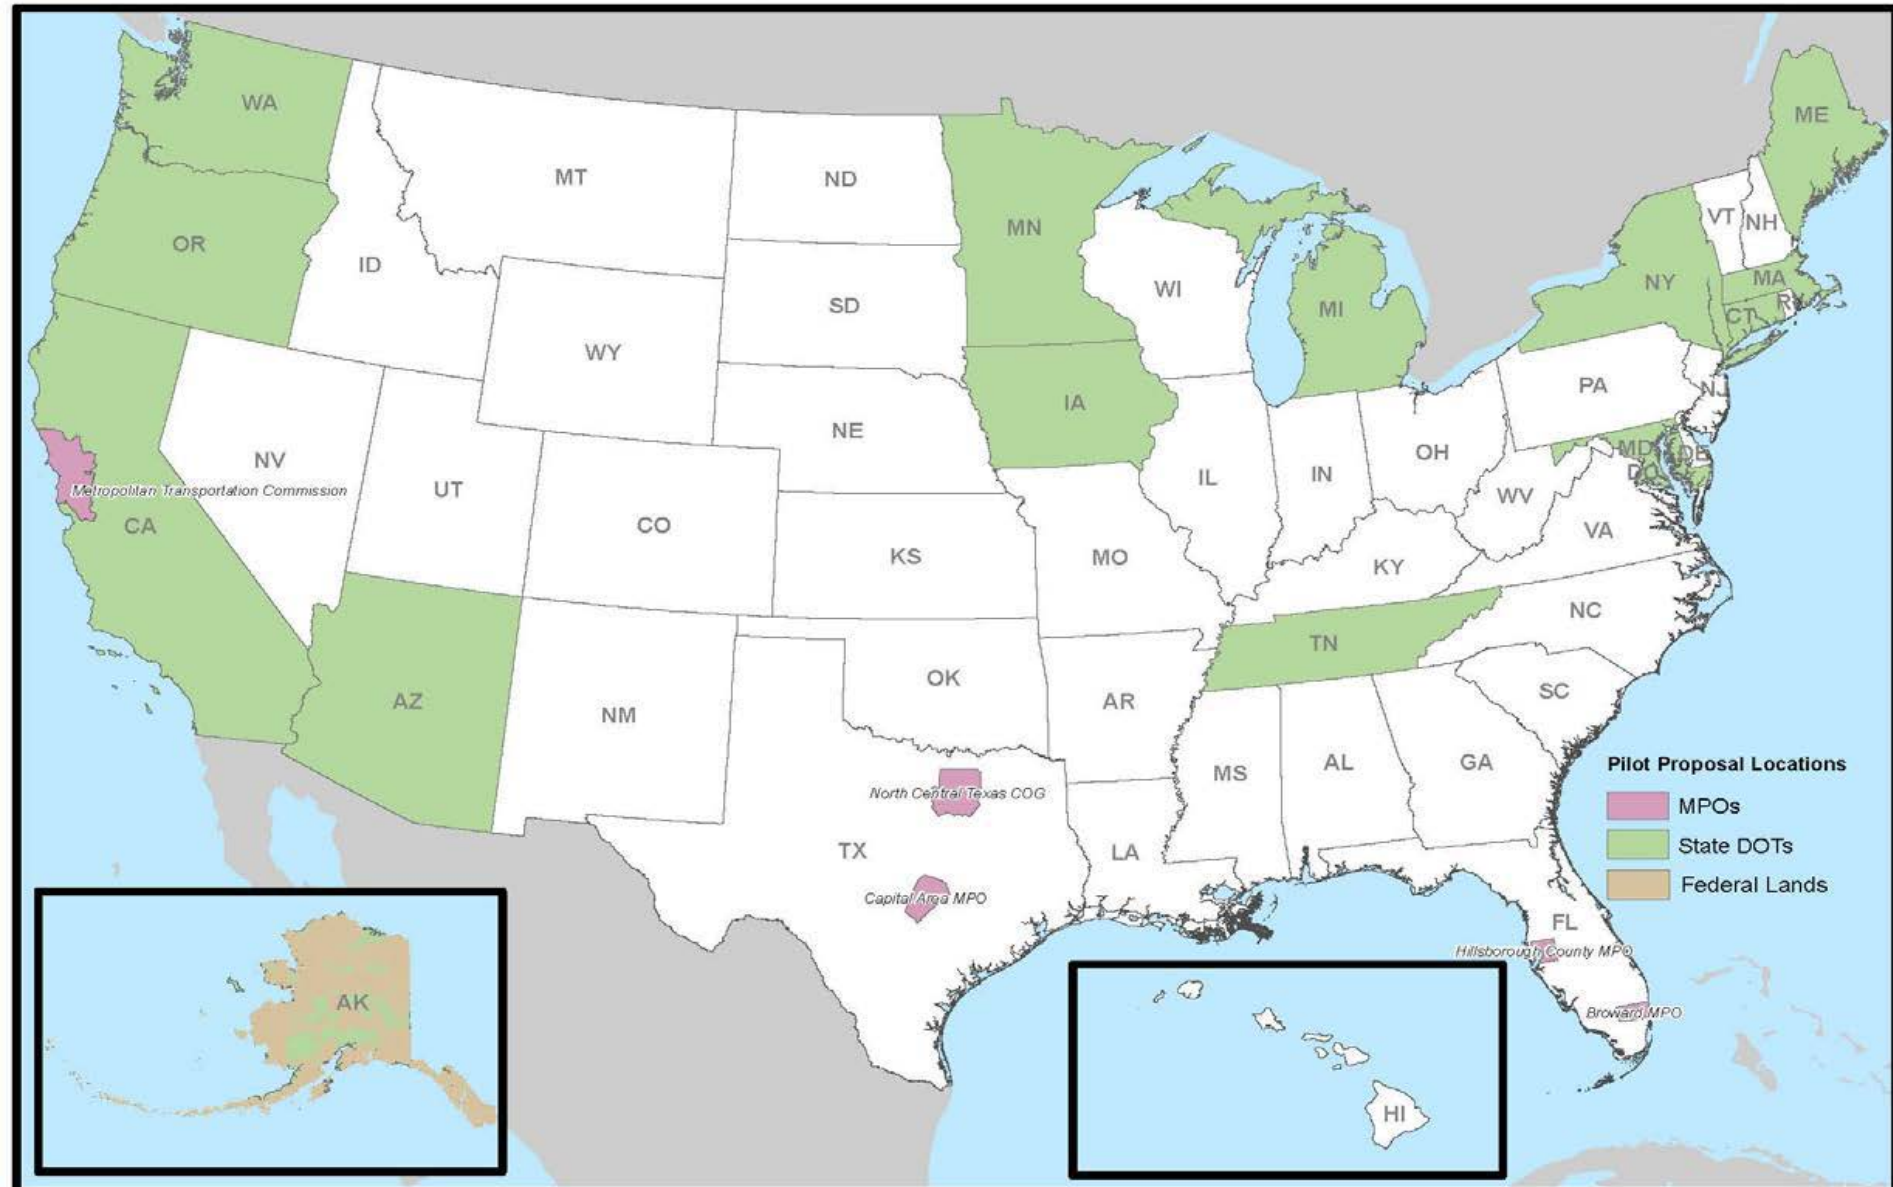 WA
ME
MT
ND
MN
VT
NH
OR
ID
SD
WI
MI
NY
MA
RI
CT
WY
IA
PA
NJ
NE
NV
UT
CO
IL
IN
OH
MD
DE
DC
WV
VA
Metropolitan Transportation Commission
CA
KS
MO
KY
NC
TN
AZ
NM
OK
AR
SC
MS
AL
GA
North Central Texas COG
TX
LA
Capital Area MPO
Pilot Proposal Locations
MPOs
State DOTs
Federal Lands
FL
Hillsborough County MPO
Broward MPO
AK
HI